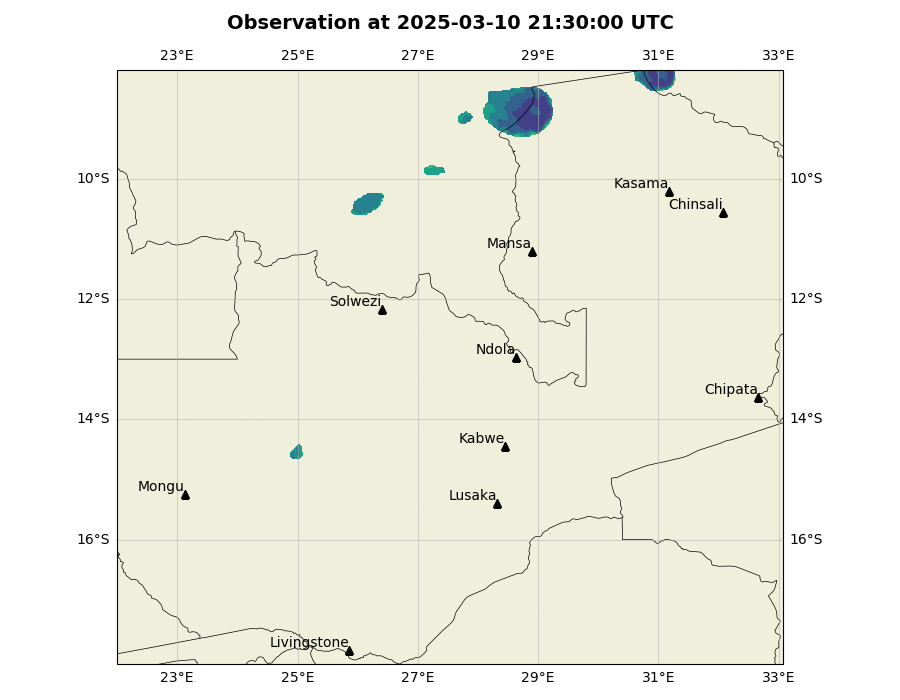 Observation at 2025-03-10 21:30:00 UTC
23°E 25°E 27°E 29°E 31°E 33°E
10°S 10°S
Kasama
Chinsali
Mansa
12°S 12°S
Solwezi
Ndola
Chipata
14°S 14°S
Kabwe
Mongu
Lusaka
16°S 16°S
Livingstone
23°E 25°E 27°E 29°E 31°E 33°E